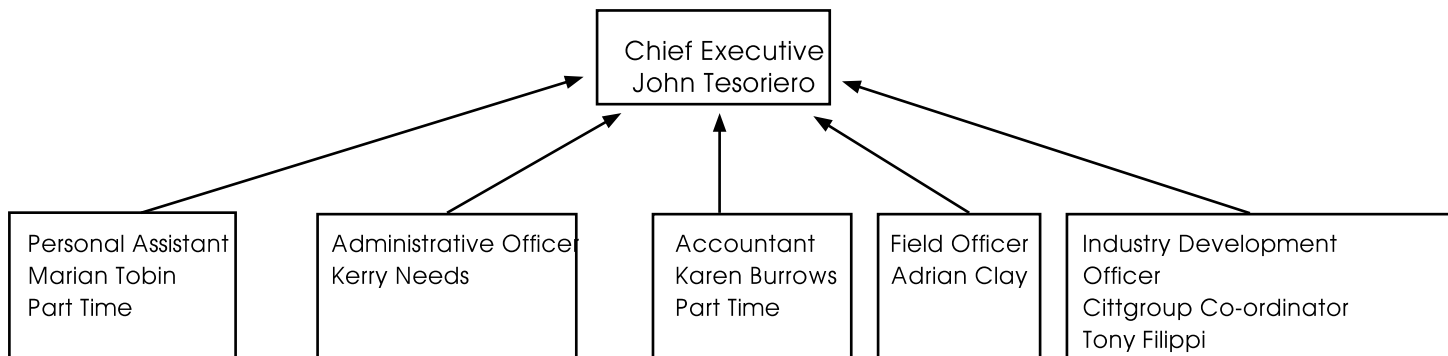 Chief Executive
John Tesoriero
Personal Assistant
Marian Tobin
Part Time
Administrative Officer
Kerry Needs
Accountant
Karen Burrows
Part Time
Field Officer
Adrian Clay
Industry Development
Officer
Cittgroup Co-ordinator
Tony Filippi